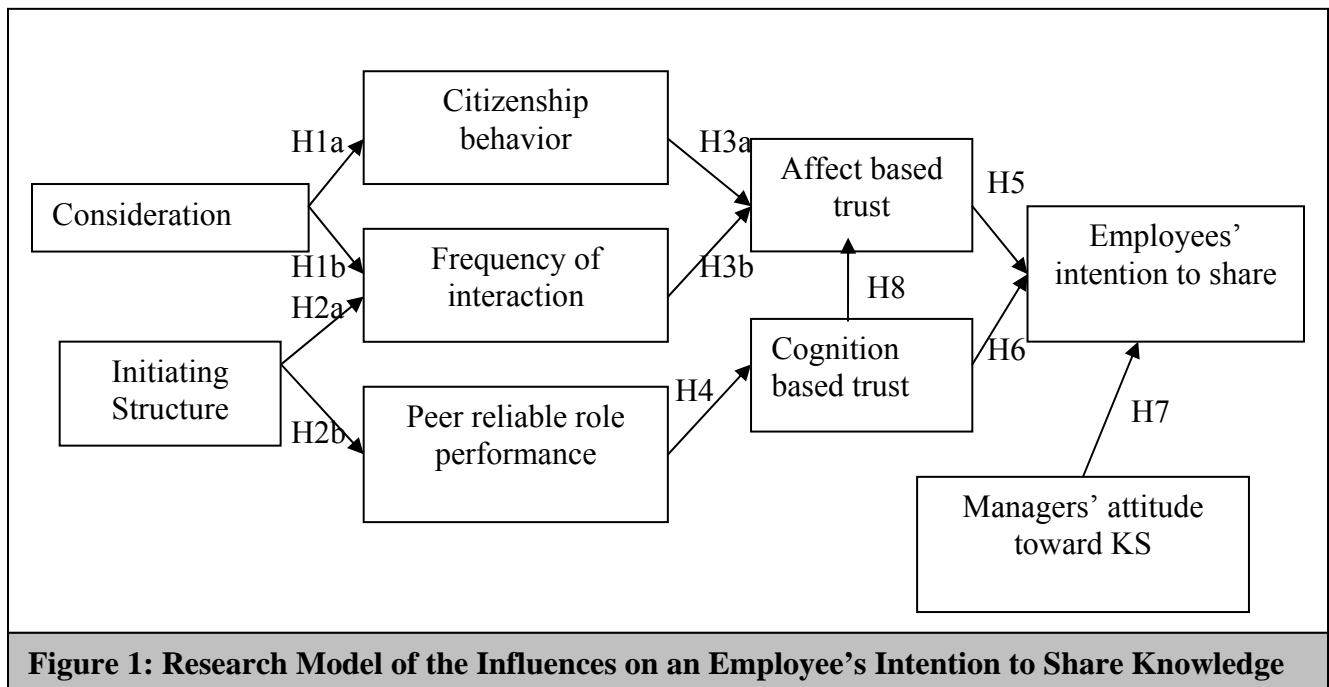 Citizenship
behavior
H1a
H3a
Affect based
trust
H5
Consideration
Employees'
intention to share
H1b
Frequency of
interaction
H3b
H2a
H8
Initiating
Structure
Cognition
based trust
H6
H4
H2b
Peer reliable role
performance
H7
Managers' attitude
toward KS
Figure 1: Research Model of the Influences on an Employee's Intention to Share Knowledge